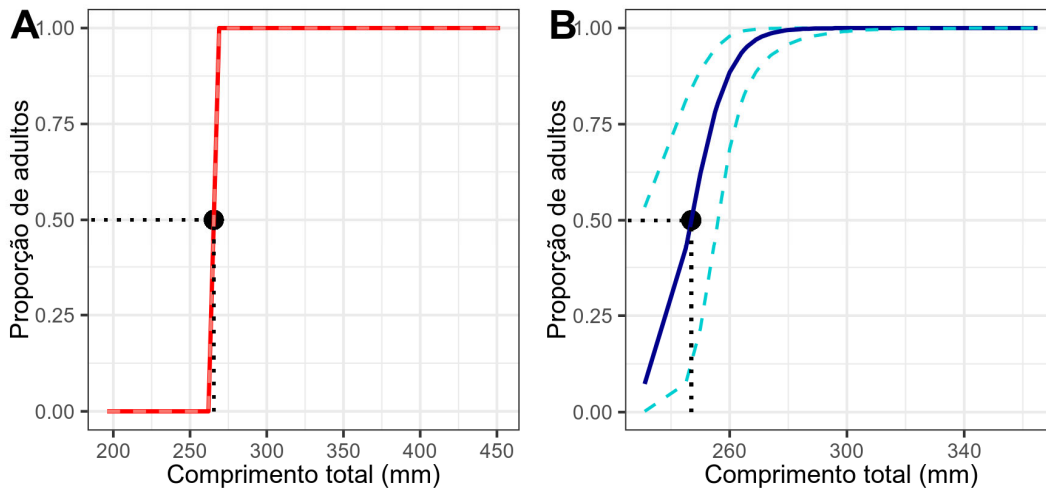 A
1.00
0.75
0.50
0.25
0.00
Proporção de adultos
200 250 300 350 400 450
Comprimento total (mm)
B
1.00
0.75
0.50
0.25
0.00
Proporção de adultos
260 300 340
Comprimento total (mm)